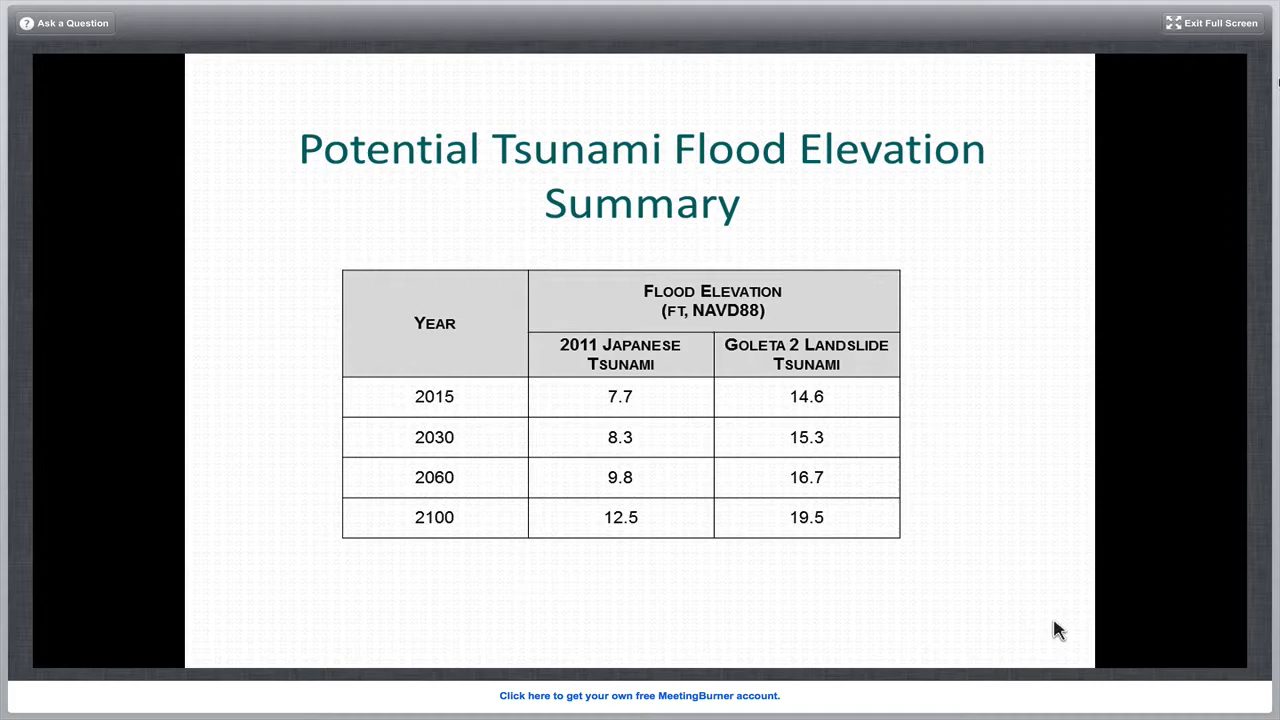 Ask a Question
Exit Full Screen
Potential Tsunami Flood Elevation
Summary
YEAR
FLOOD ELEVATION
(FT, NAVD88)
2011 JAPANESE
TSUNAMI
GOLETA 2 LANDSLIDE
TSUNAMI
2015 7.7 14.6
2030 8.3 15.3
2060 9.8 16.7
2100 12.5 19.5
Click here to get your own free MeetingBurner account.